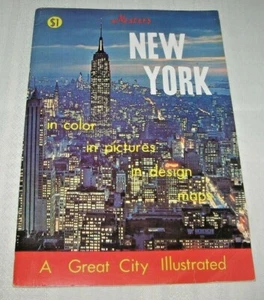 $1
NEW
YORK
in color
in pictures
in design
maps
A Great City Illustrated